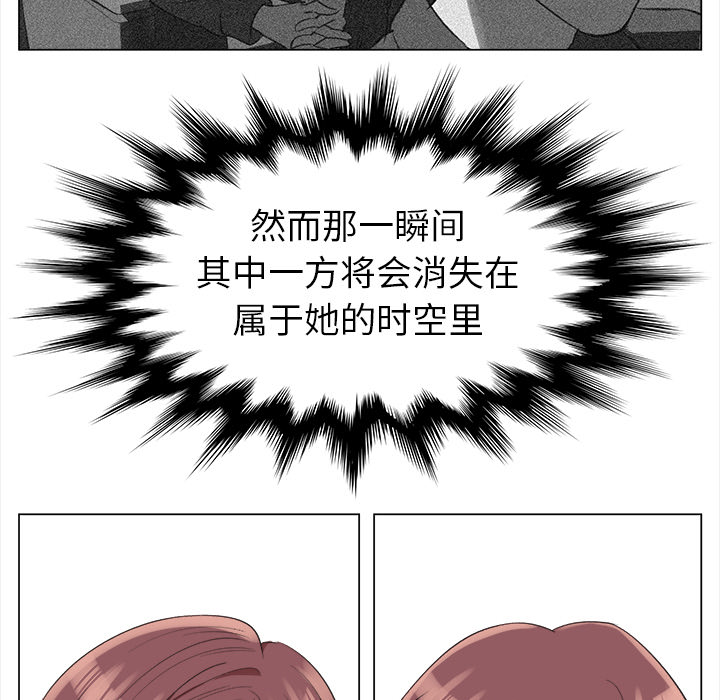 然而那一瞬间
其中一方将会消失在
属于她的时空里